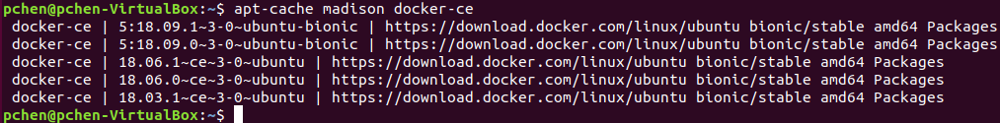 pchen@pchen-VirtualBox:~$ apt-cache madison docker-ce
docker-ce | 5:18.09.1~3-0~ubuntu-bionic | https://download.docker.com/linux/ubuntu bionic/stable amd64 Packages
docker-ce | 5:18.09.0~3-0~ubuntu-bionic | https://download.docker.com/linux/ubuntu bionic/stable amd64 Packages
docker-ce | 18.06.1~ce~3-0~ubuntu | https://download.docker.com/linux/ubuntu bionic/stable amd64 Packages
docker-ce | 18.06.0~ce~3-0~ubuntu | https://download.docker.com/linux/ubuntu bionic/stable amd64 Packages
docker-ce | 18.03.1~ce~3-0~ubuntu | https://download.docker.com/linux/ubuntu bionic/stable amd64 Packages
pchen@pchen-VirtualBox:~$